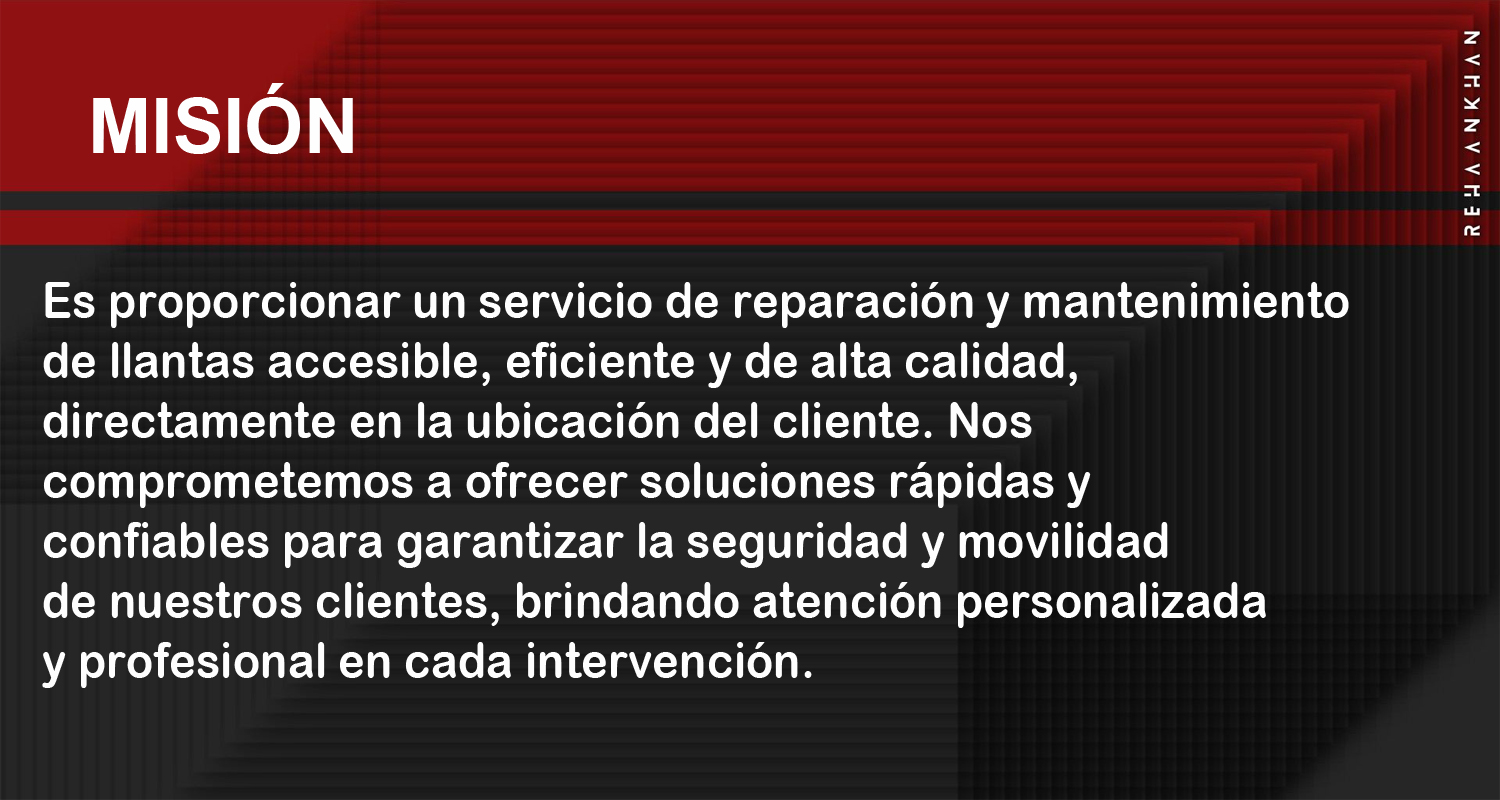 MISIÓN
Es proporcionar un servicio de reparación y mantenimiento
de llantas accesible, eficiente y de alta calidad,
directamente en la ubicación del cliente. Nos
comprometemos a ofrecer soluciones rápidas y
confiables para garantizar la seguridad y movilidad
de nuestros clientes, brindando atención personalizada
y profesional en cada intervención.
REHAANKHAN